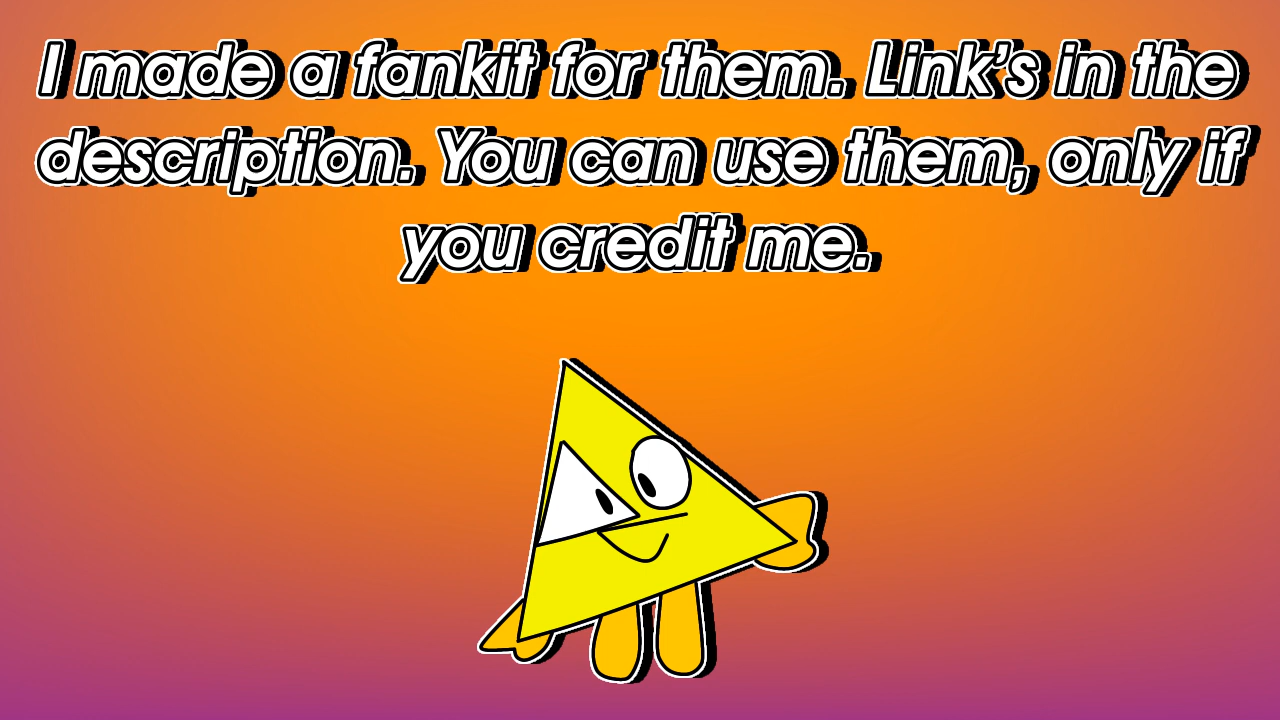 I made a fankit for them. Link's in the
description. You can use them, only if
you credit me.